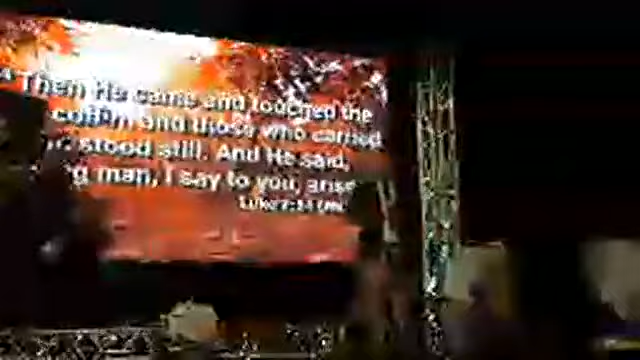 14 Then He came and touched the
coffin and those who carried
stood still. And He said,
man, I say to you, arise
Luke 7:14